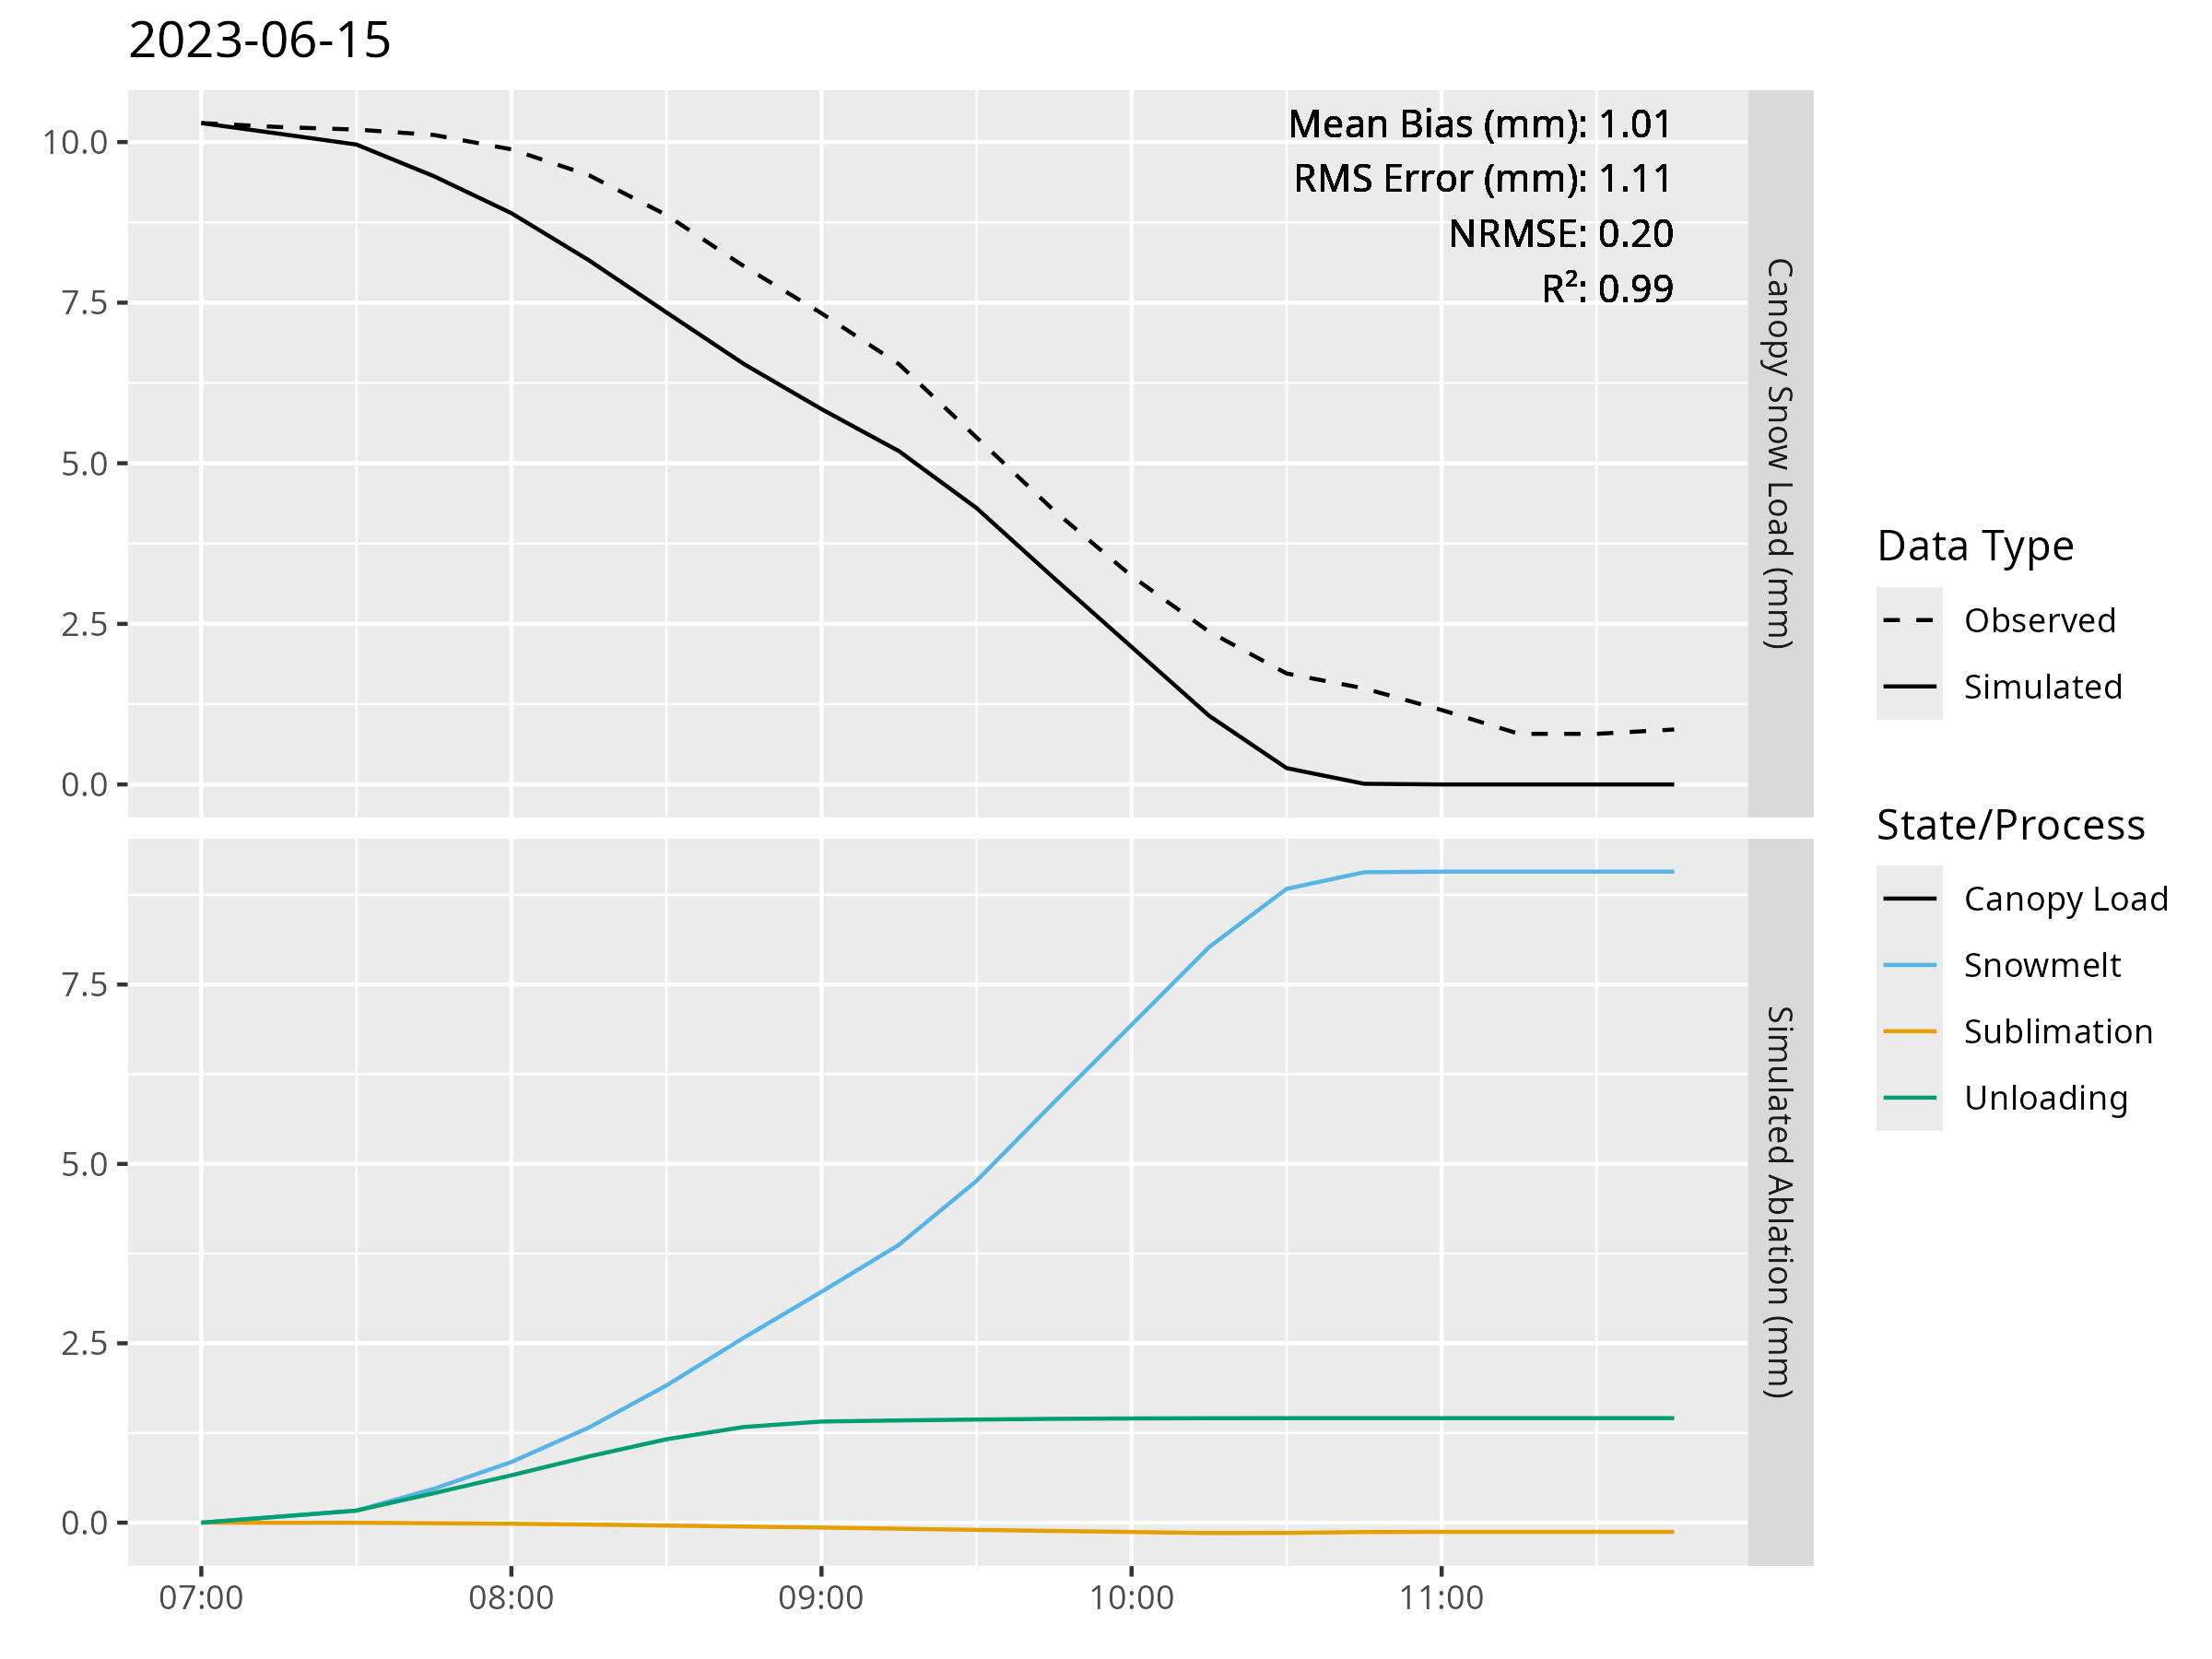 2023-06-15
Mean Bias (mm): 1.01
RMS Error (mm): 1.11
NRMSE: 0.20
R²: 0.99
10.0
7.5
5.0
2.5
0.0
Canopy Snow Load (mm)
7.5
5.0
2.5
0.0
Simulated Ablation (mm)
07:00 08:00 09:00 10:00 11:00
Data Type
Observed
Simulated
State/Process
Canopy Load
Snowmelt
Sublimation
Unloading